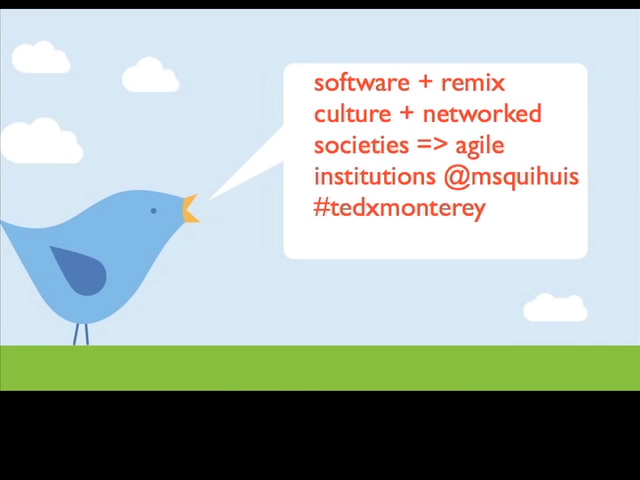 software + remix
culture + networked
societies => agile
institutions @msquihuis
#tedxmonterey